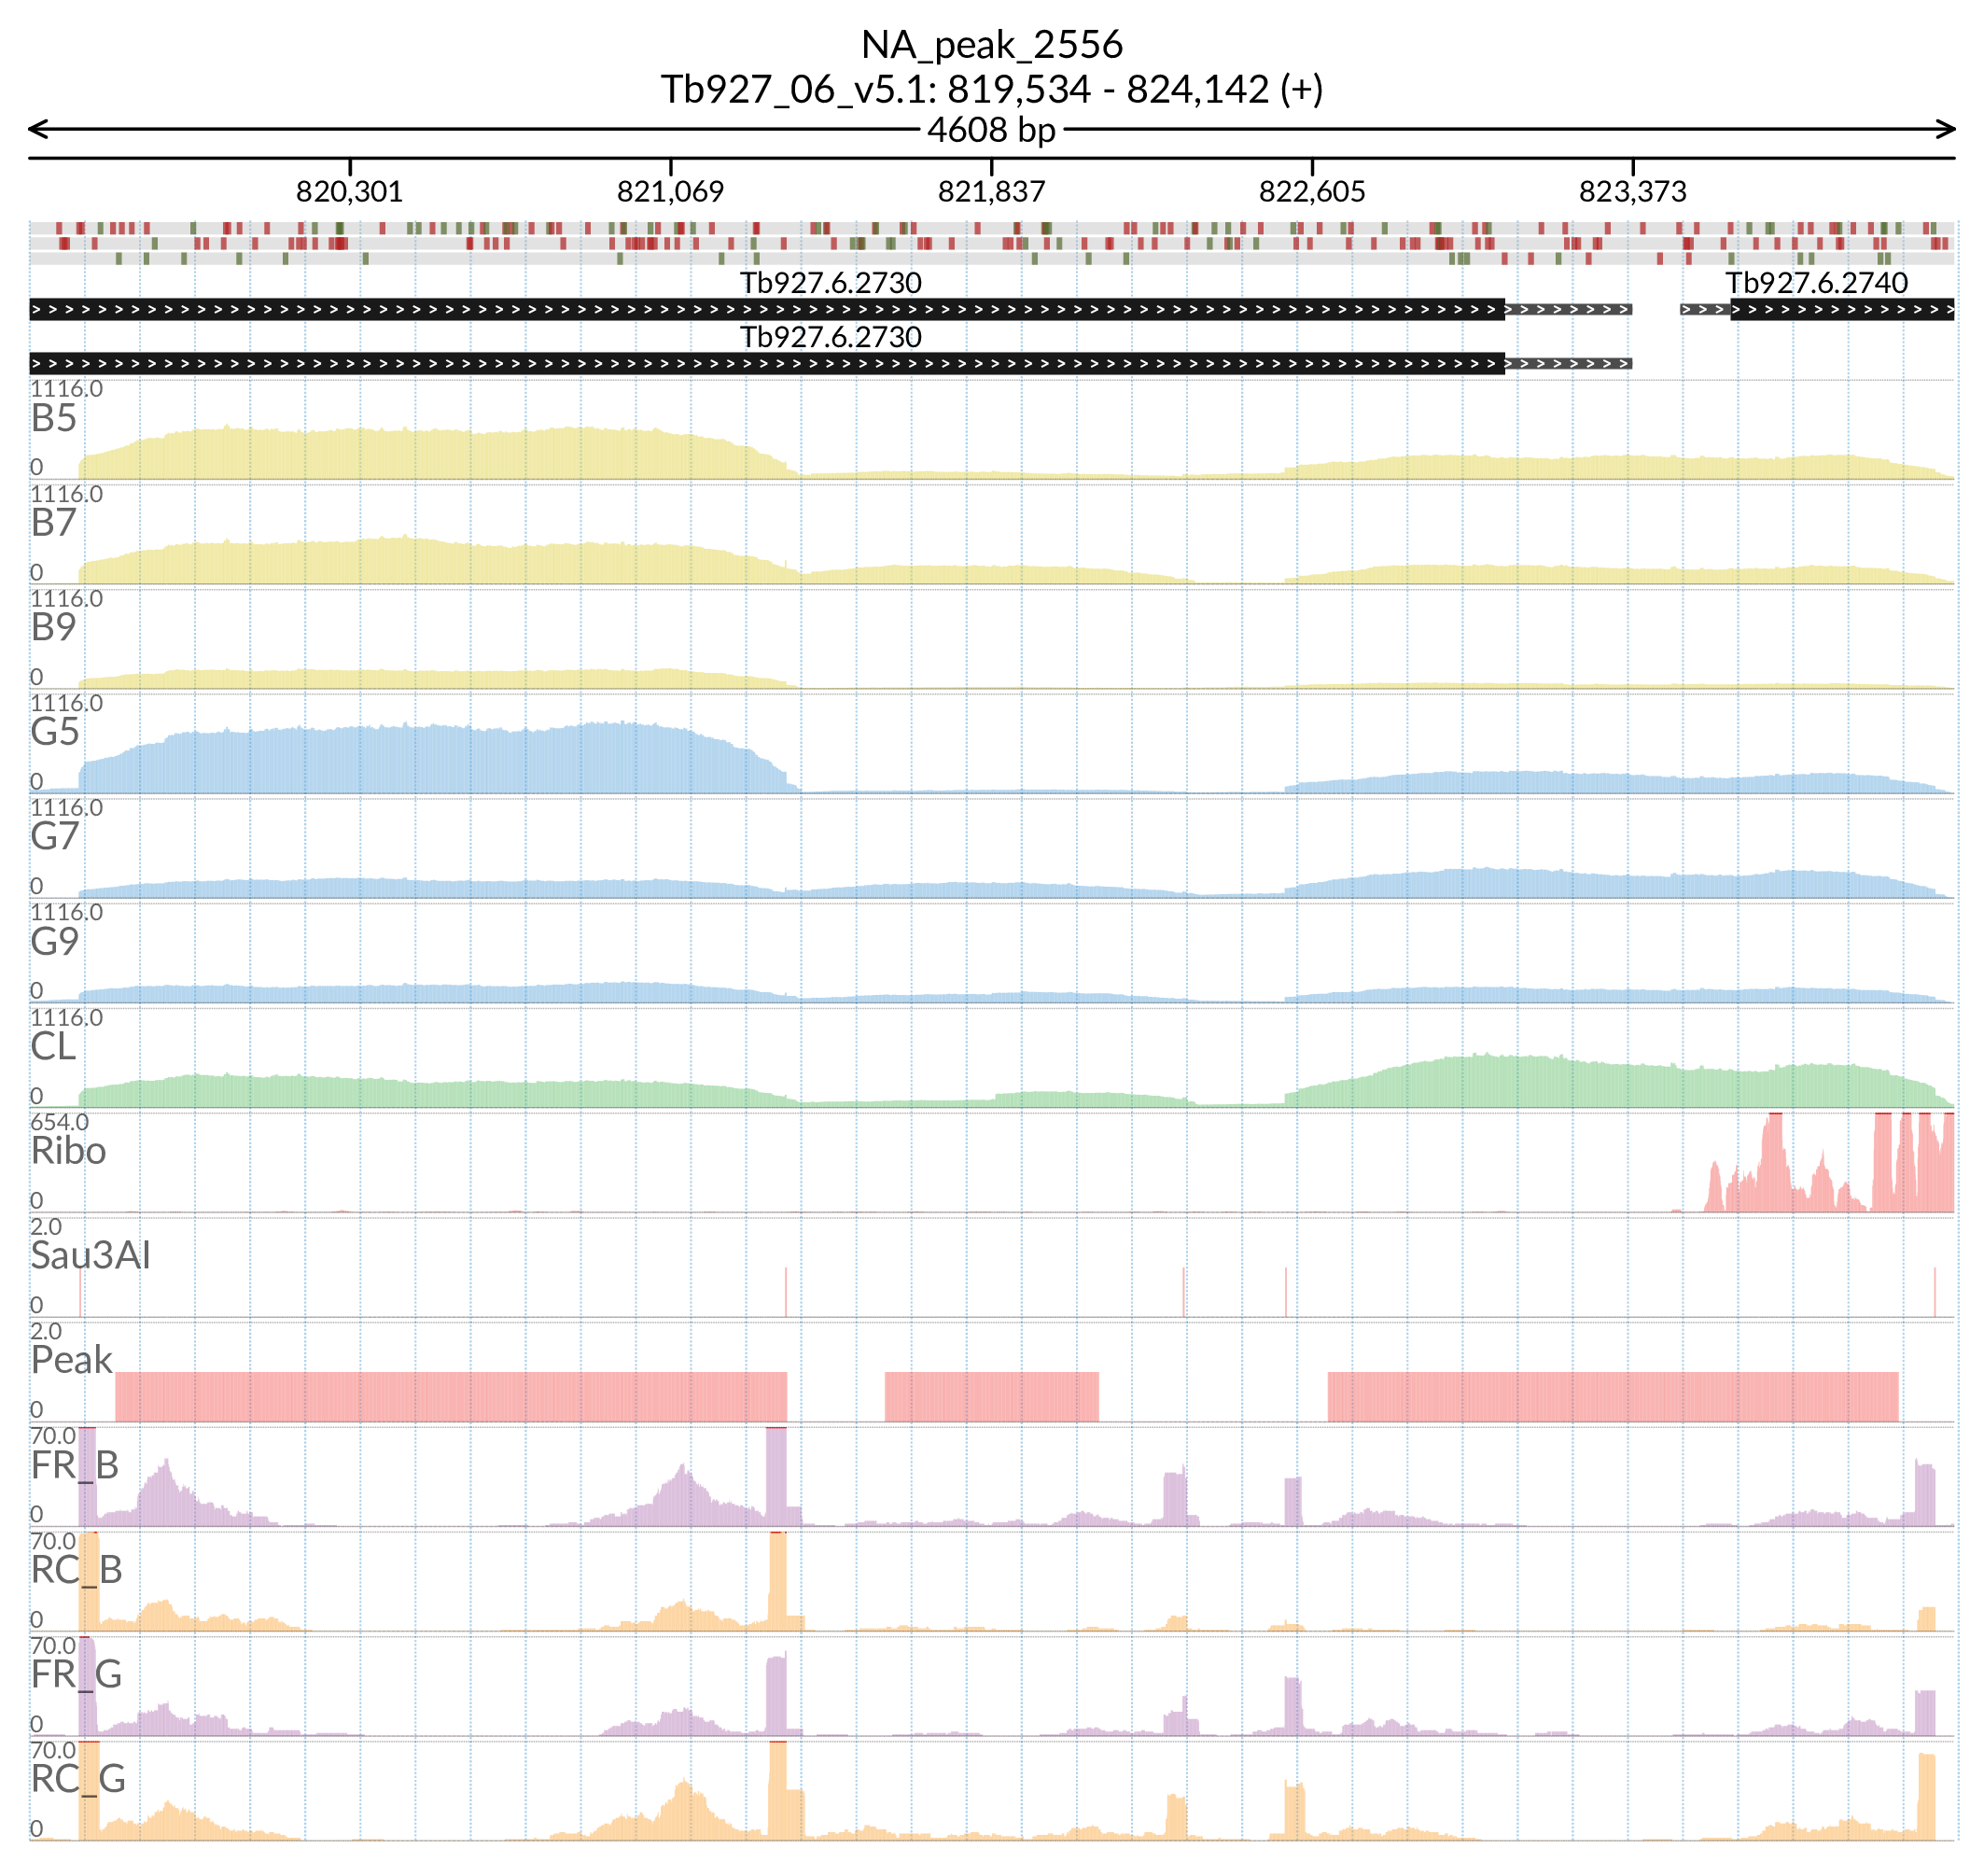 NA_peak_2556
Tb927_06_v5.1: 819,534 - 824,142 (+)
4608 bp
820,301 821,069 821,837 822,605 823,373
Tb927.6.2730 Tb927.6.2740
Tb927.6.2730
1116.0
B5
0
1116.0
B7
0
1116.0
B9
0
1116.0
G5
0
1116.0
G7
0
1116.0
G9
0
1116.0
CL
0
654.0
Ribo
0
2.0
Sau3AI
0
2.0
Peak
0
70.0
FR_B
0
70.0
RC_B
0
70.0
FR_G
0
70.0
RC_G
0